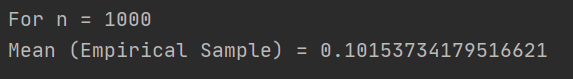 For n = 1000
Mean (Empirical Sample) = 0.10153734179516621